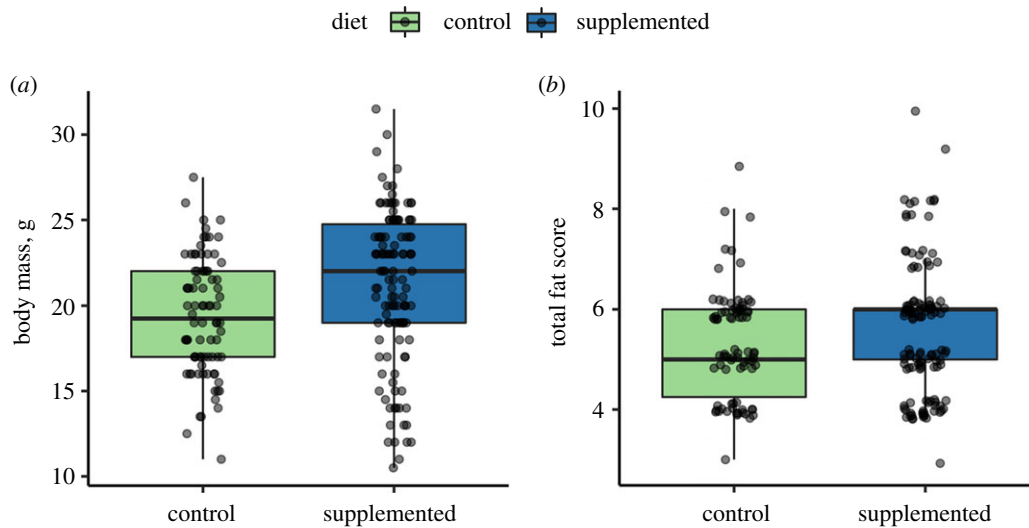 diet control supplemented
(a)
body mass, g
30
25
20
15
10
control supplemented
(b)
total fat score
10
8
6
4
control supplemented